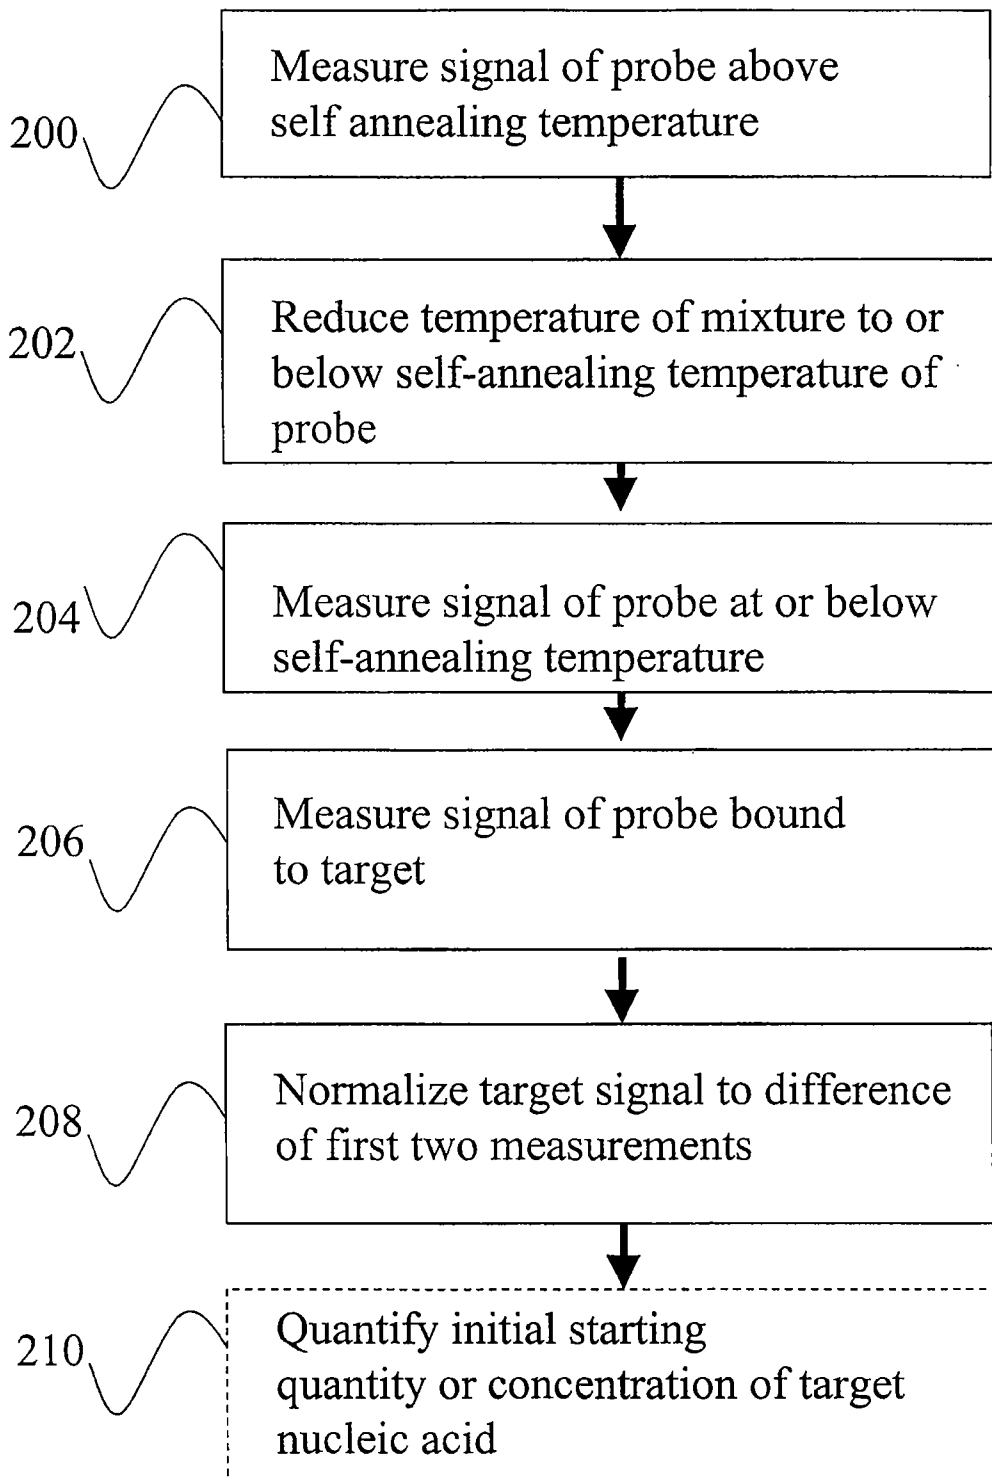 200
Measure signal of probe above
self annealing temperature
202
Reduce temperature of mixture to or
below self-annealing temperature of
probe
204
Measure signal of probe at or below
self-annealing temperature
206
Measure signal of probe bound
to target
208
Normalize target signal to difference
of first two measurements
210
Quantify initial starting
quantity or concentration of target
nucleic acid